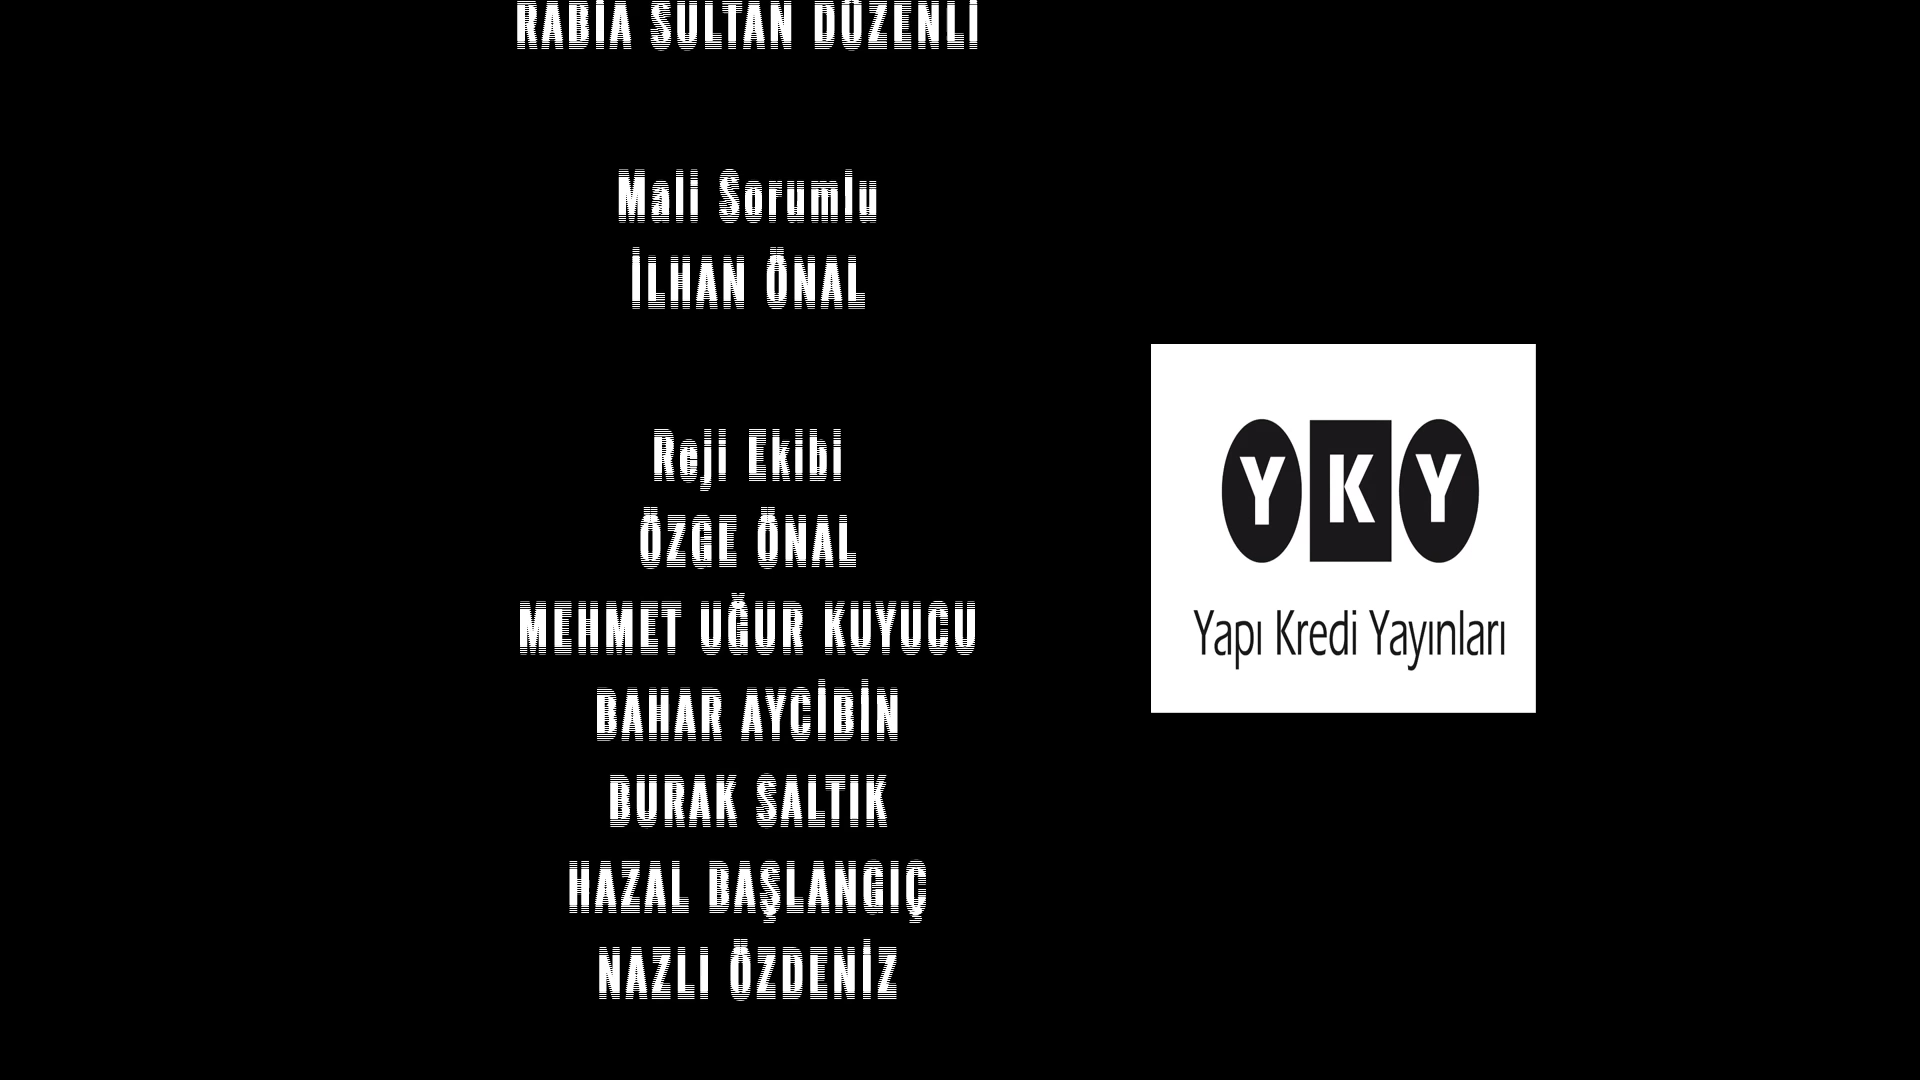 RABİA SULTAN DÜZENLİ
Mali Sorumlu
İLHAN ÖNAL
Reji Ekibi
ÖZGE ÖNAL
MEHMET UĞUR KUYUCU
BAHAR AYCİBİN
BURAK SALTIK
HAZAL BAŞLANGIÇ
NAZLI ÖZDENİZ
YKY
Yapı Kredi Yayınları